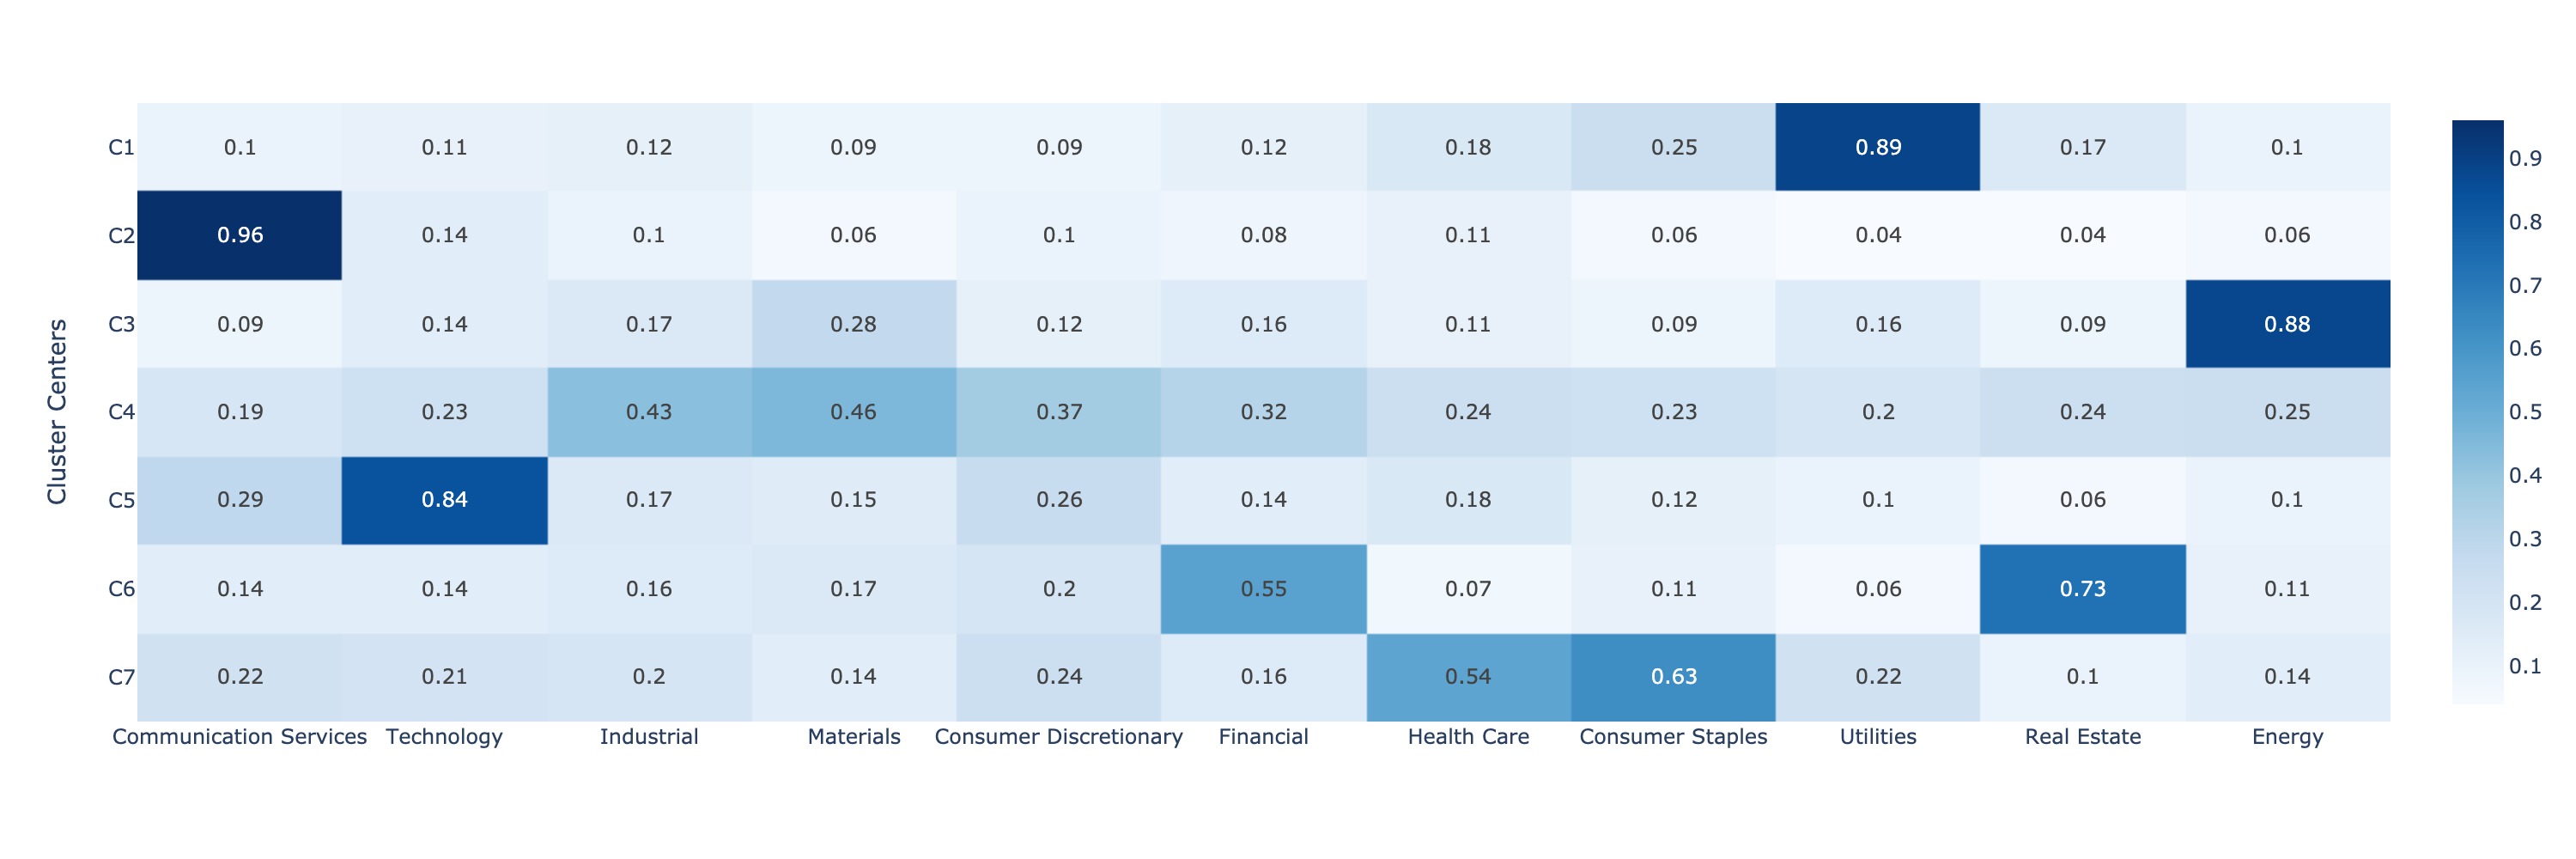 Cluster Centers
C1 0.1 0.11 0.12 0.09 0.09 0.12 0.18 0.25 0.89 0.17 0.1
C2 0.96 0.14 0.1 0.06 0.1 0.08 0.11 0.06 0.04 0.04 0.06
C3 0.09 0.14 0.17 0.28 0.12 0.16 0.11 0.09 0.16 0.09 0.88
C4 0.19 0.23 0.43 0.46 0.37 0.32 0.24 0.23 0.2 0.24 0.25
C5 0.29 0.84 0.17 0.15 0.26 0.14 0.18 0.12 0.1 0.06 0.1
C6 0.14 0.14 0.16 0.17 0.2 0.55 0.07 0.11 0.06 0.73 0.11
C7 0.22 0.21 0.2 0.14 0.24 0.16 0.54 0.63 0.22 0.1 0.14
Communication Services Technology Industrial Materials Consumer Discretionary Financial Health Care Consumer Staples Utilities Real Estate Energy
0.9
0.8
0.7
0.6
0.5
0.4
0.3
0.2
0.1